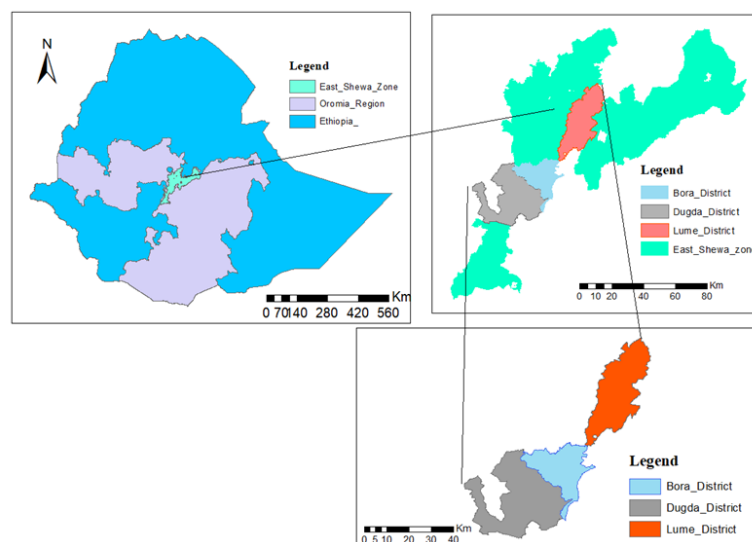 N
Legend
East_Shewa_Zone
Oromia_Region
Ethiopia_
Km
0 70140 280 420 560
Legend
Bora_District
Dugda_District
Lume_District
East_Shewa_zone
Km
0 10 20 40 60 80
Legend
Bora_District
Dugda_District
Lume_District
Km
0 5 10 20 30 40